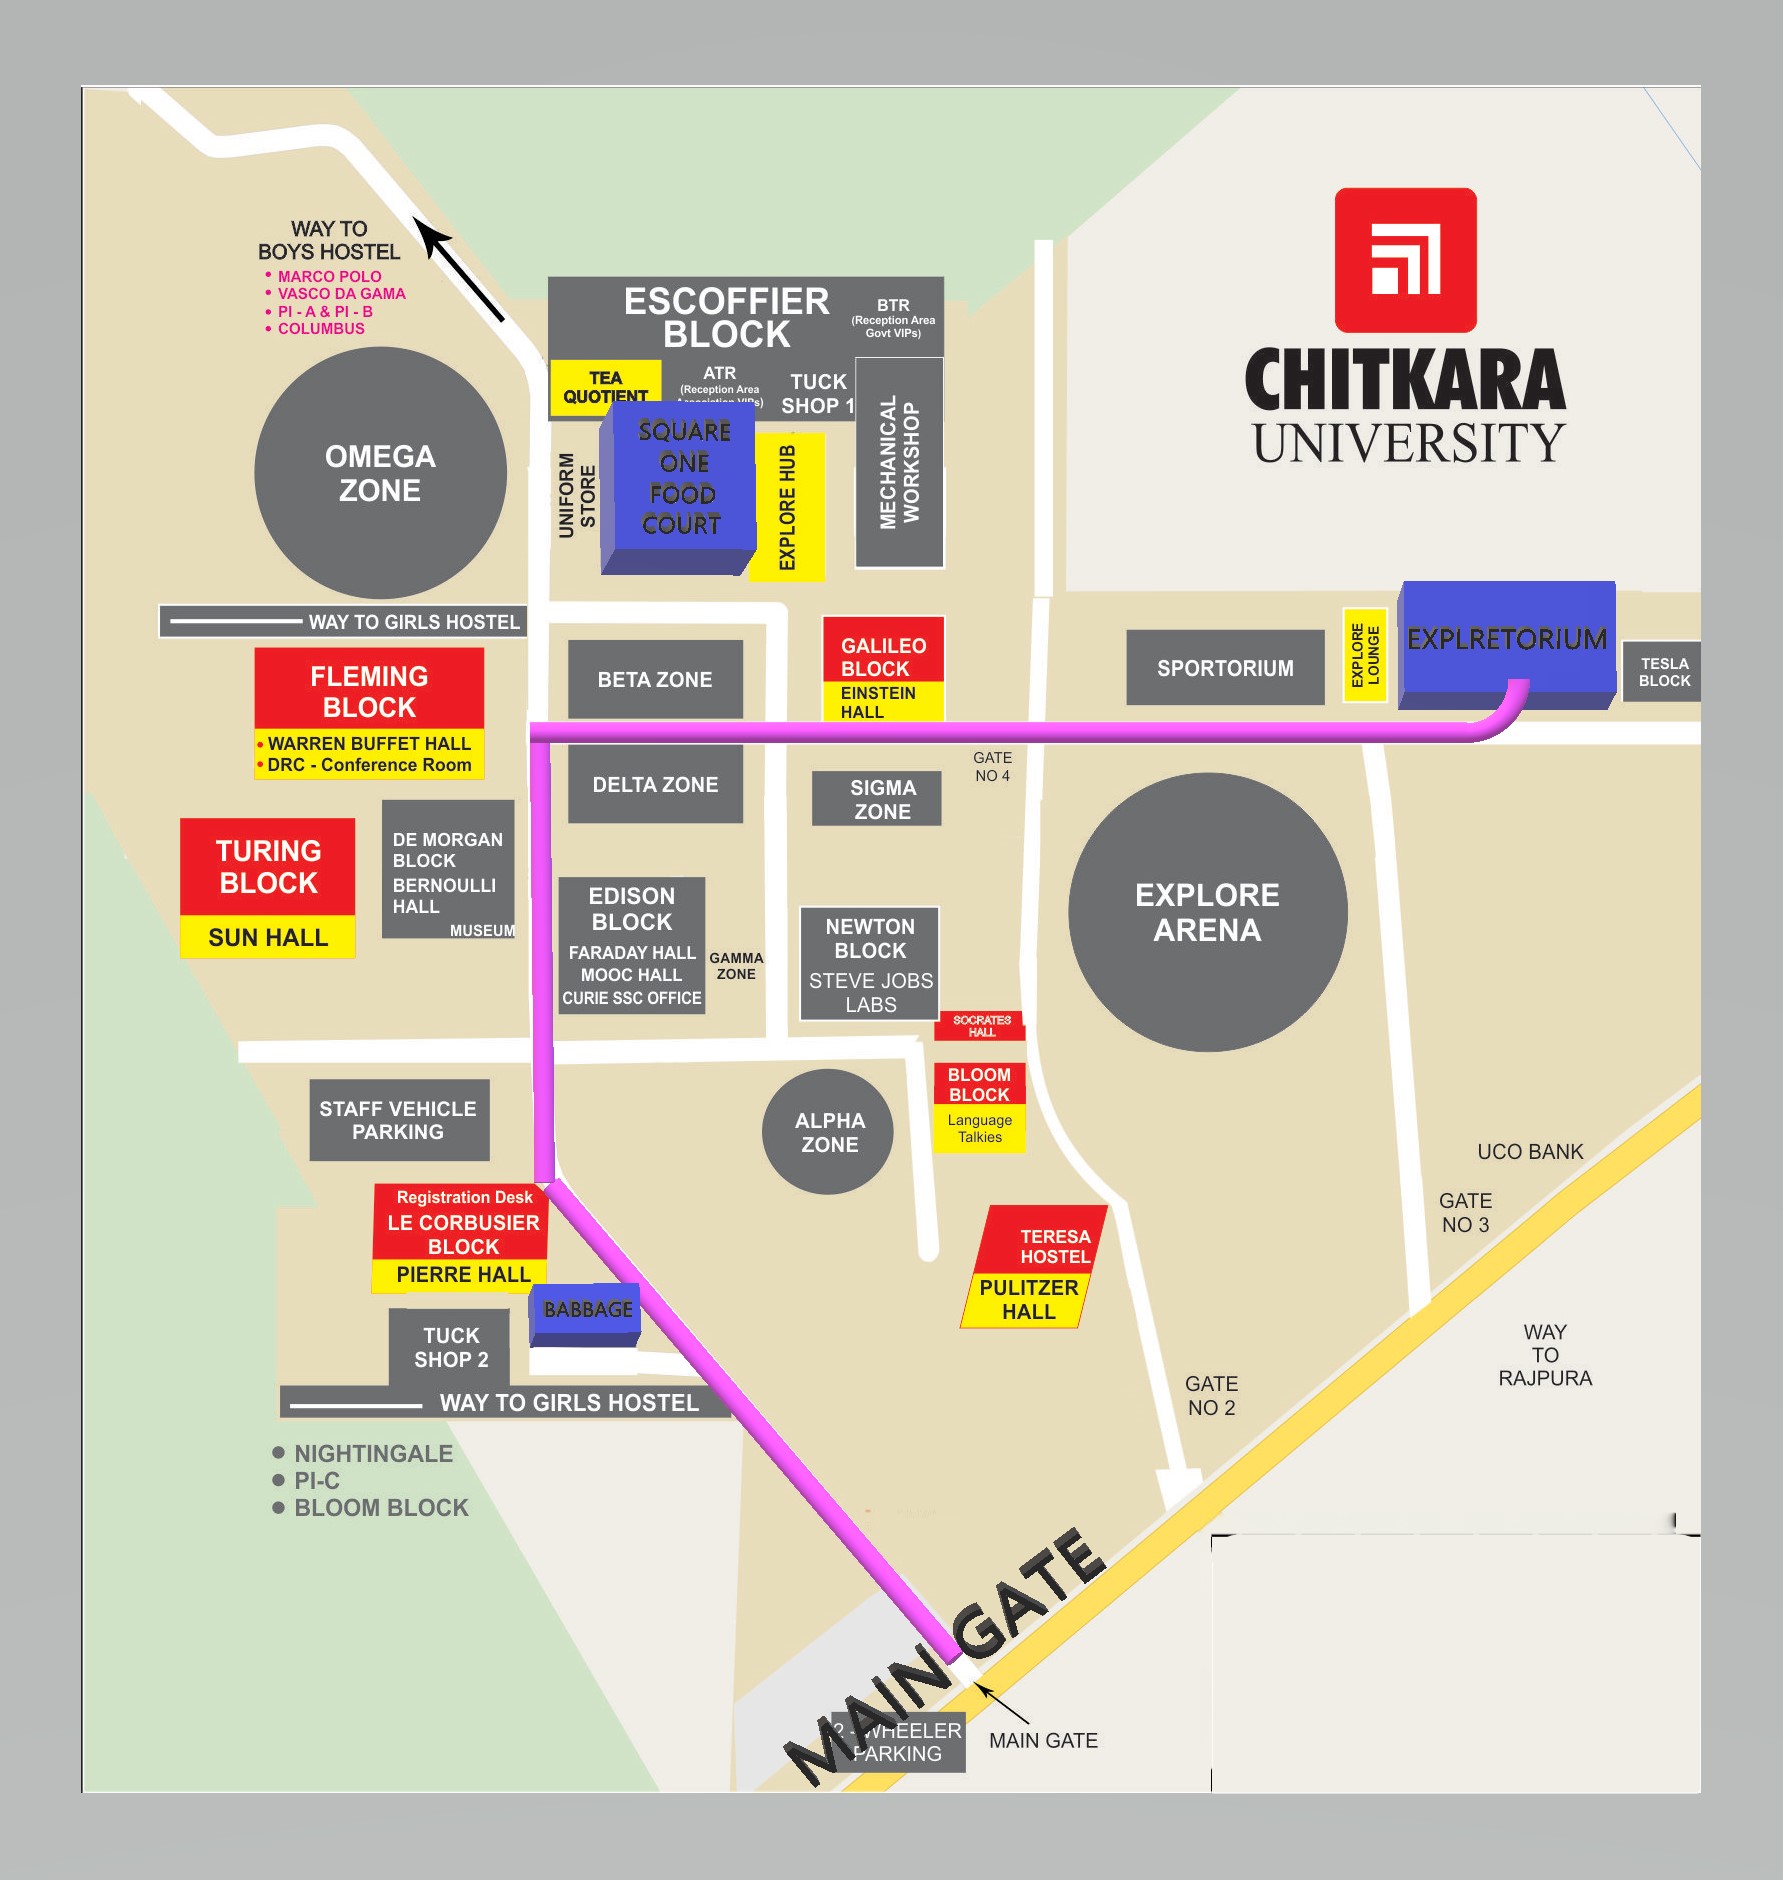 WAY TO
BOYS HOSTEL
• MARCO POLO
• VASCO DA GAMA
• PI - A & PI - B
• COLUMBUS
ESCOFFIER
BLOCK
BTR
(Reception Area
Govt VIPs)
TEA
QUOTIENT
ATR
(Reception Area
Association VIPs)
TUCK
SHOP 1
MECHANICAL
WORKSHOP
CHITKARA
UNIVERSITY
OMEGA
ZONE
UNIFORM
STORE
SQUARE
ONE
FOOD
COURT
EXPLORE HUB
WAY TO GIRLS HOSTEL
FLEMING
BLOCK
• WARREN BUFFET HALL
• DRC - Conference Room
BETA ZONE
GALILEO
BLOCK
EINSTEIN
HALL
SPORTORIUM
EXPLORE
LOUNGE
EXPLRETORIUM
TESLA
BLOCK
DELTA ZONE
SIGMA
ZONE
GATE
NO 4
TURING
BLOCK
SUN HALL
DE MORGAN
BLOCK
BERNOULLI
HALL
MUSEUM
EDISON
BLOCK
FARADAY HALL
MOOC HALL
CURIE SSC OFFICE
GAMMA
ZONE
NEWTON
BLOCK
STEVE JOBS
LABS
EXPLORE
ARENA
SOCRATES
HALL
BLOOM
BLOCK
Language
Talkies
STAFF VEHICLE
PARKING
ALPHA
ZONE
UCO BANK
GATE
NO 3
Registration Desk
LE CORBUSIER
BLOCK
PIERRE HALL
TERESA
HOSTEL
PULITZER
HALL
BABBAGE
TUCK
SHOP 2
WAY TO GIRLS HOSTEL
WAY
TO
RAJPURA
GATE
NO 2
• NIGHTINGALE
• PI-C
• BLOOM BLOCK
MAIN GATE
2 - WHEELER
PARKING
MAIN GATE